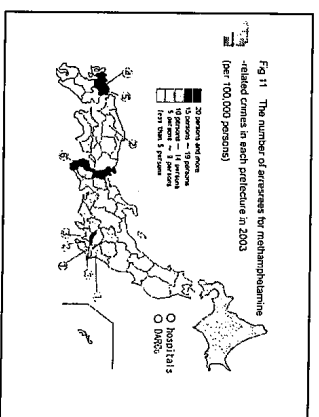 Fig 11 The number of arresrees for methamphetamine
-related crimes in each prefecture in 2003
(per 100,000 persons)
20 persons and more
15 persons ~ 19 persons
10 persons ~ 14 persons
5 persons ~ 9 persons
less than 5 persons
○ hospitals
○ DARCs